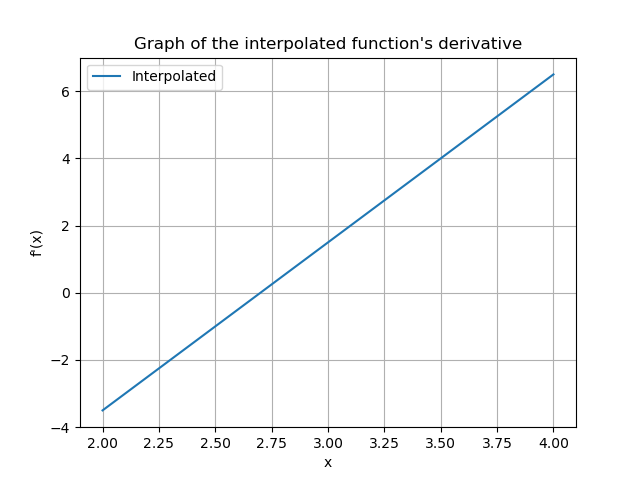 Graph of the interpolated function's derivative
Interpolated
6
4
2
0
−2
−4
f'(x)
2.00 2.25 2.50 2.75 3.00 3.25 3.50 3.75 4.00
x